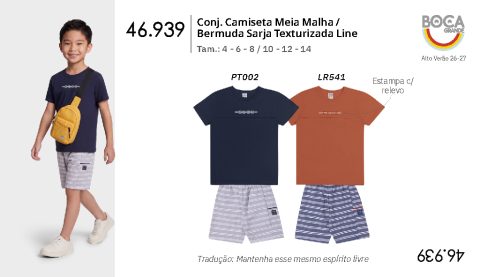 46.939
Conj. Camiseta Meia Malha /
Bermuda Sarja Texturizada Line
Tam.: 4 - 6 - 8 / 10 - 12 - 14
BOCA
GRANDE
Alto Verão 26-27
PT002
LR541
Estampa c/
relevo
Tradução: Mantenha esse mesmo espírito livre
46.939